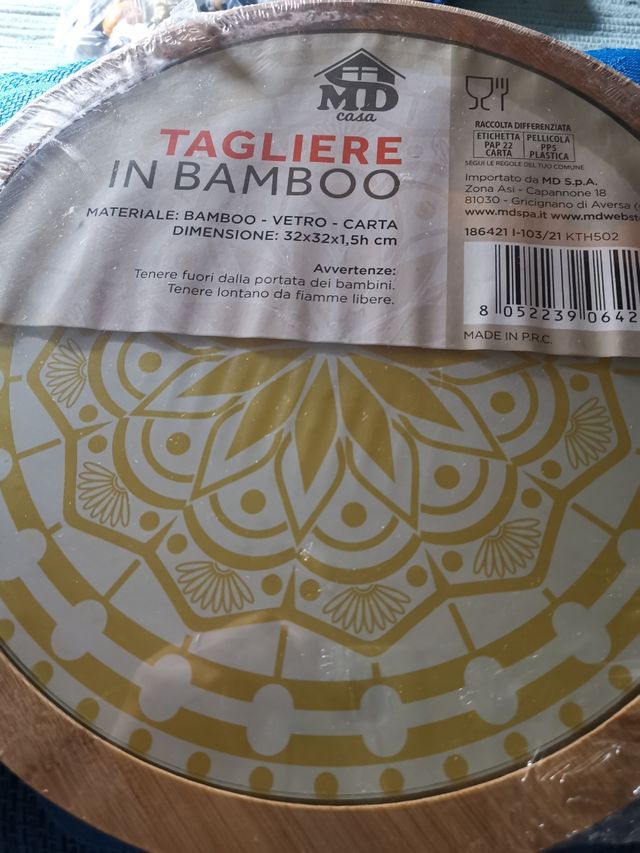 MD
casa
TAGLIERE
IN BAMBOO
MATERIALE: BAMBOO - VETRO - CARTA
DIMENSIONE: 32x32x1,5h cm
Avvertenze:
Tenere fuori dalla portata dei bambini.
Tenere lontano da fiamme libere.
RACCOLTA DIFFERENZIATA
ETICHETTA
PAP 22
CARTA
PELLICOLA
PP5
PLASTICA
SEGUI LE REGOLE DEL TUO COMUNE
Importato da MD S.p.A.
Zona Asi - Capannone 18
81030 - Gricignano di Aversa (
www.mdspa.it www.mdwebst
186421 I-103/21 KTH502
8 052239 0642
MADE IN P.R.C.